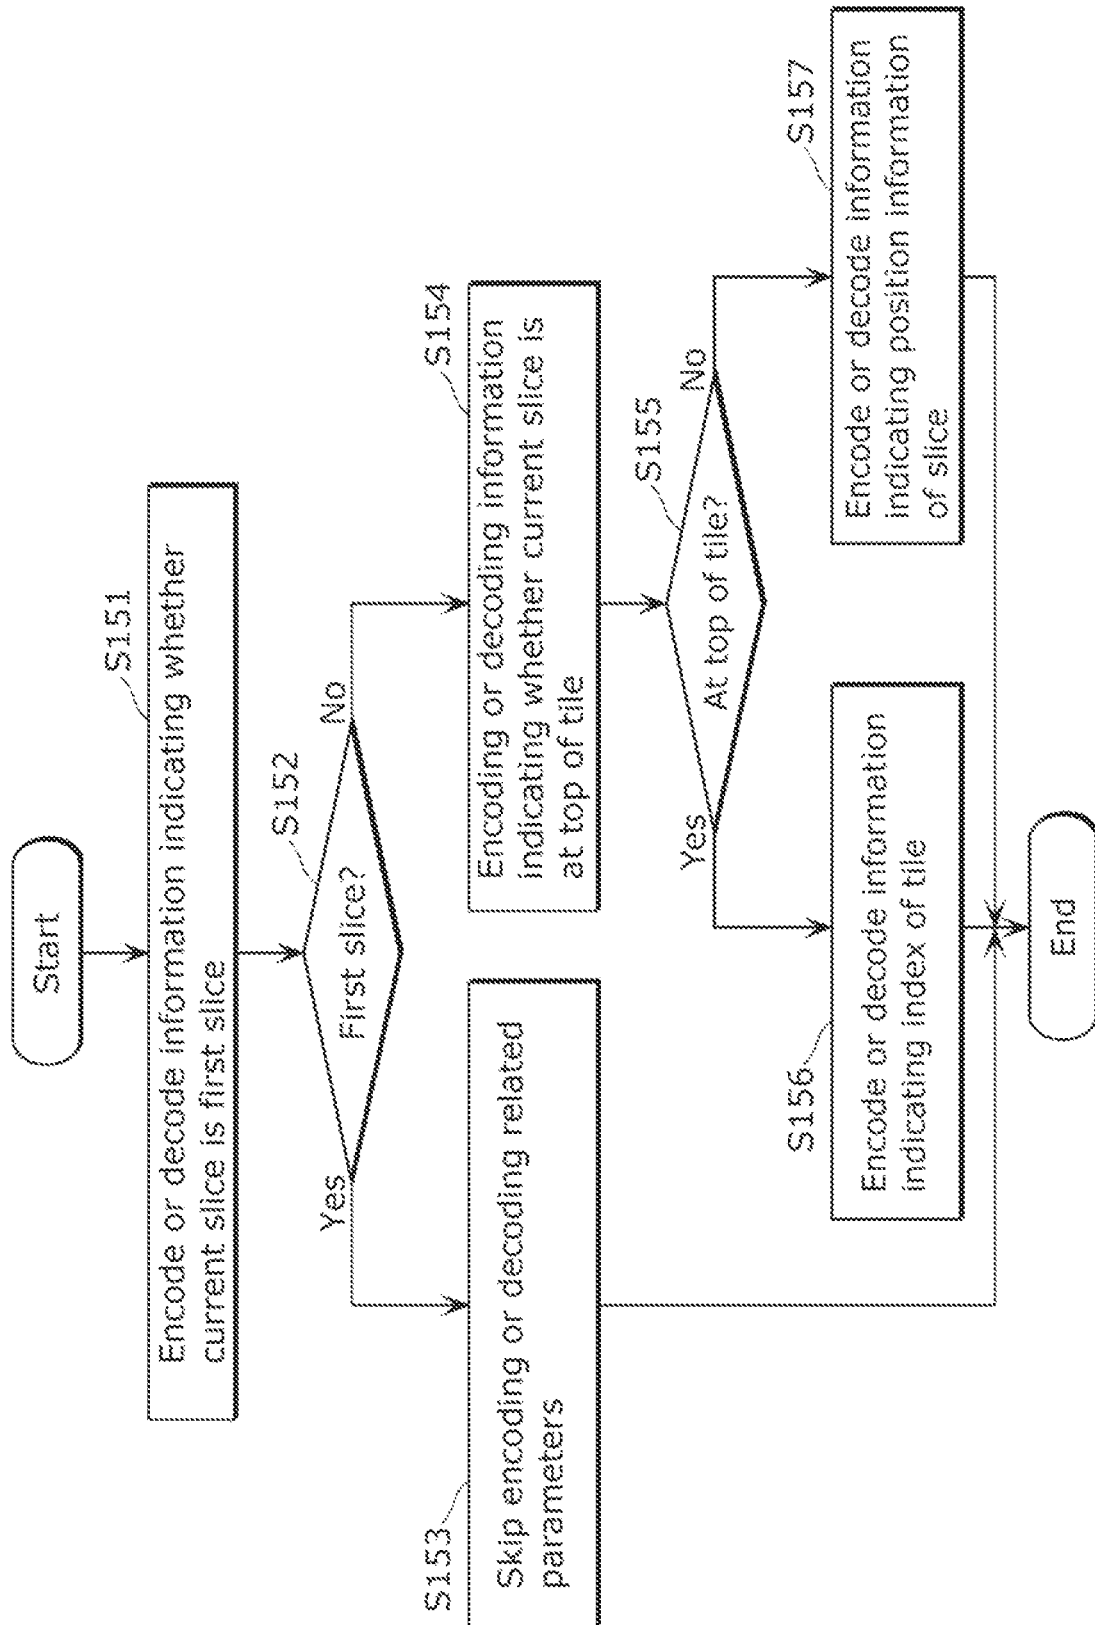 Start
S151
Encode or decode information indicating whether
current slice is first slice
S152
First slice?
Yes
No
S153
Skip encoding or decoding related
parameters
S154
Encoding or decoding information
indicating whether current slice is
at top of tile
S155
At top of tile?
Yes
No
S156
Encode or decode information
indicating index of tile
S157
Encode or decode information
indicating position information
of slice
End